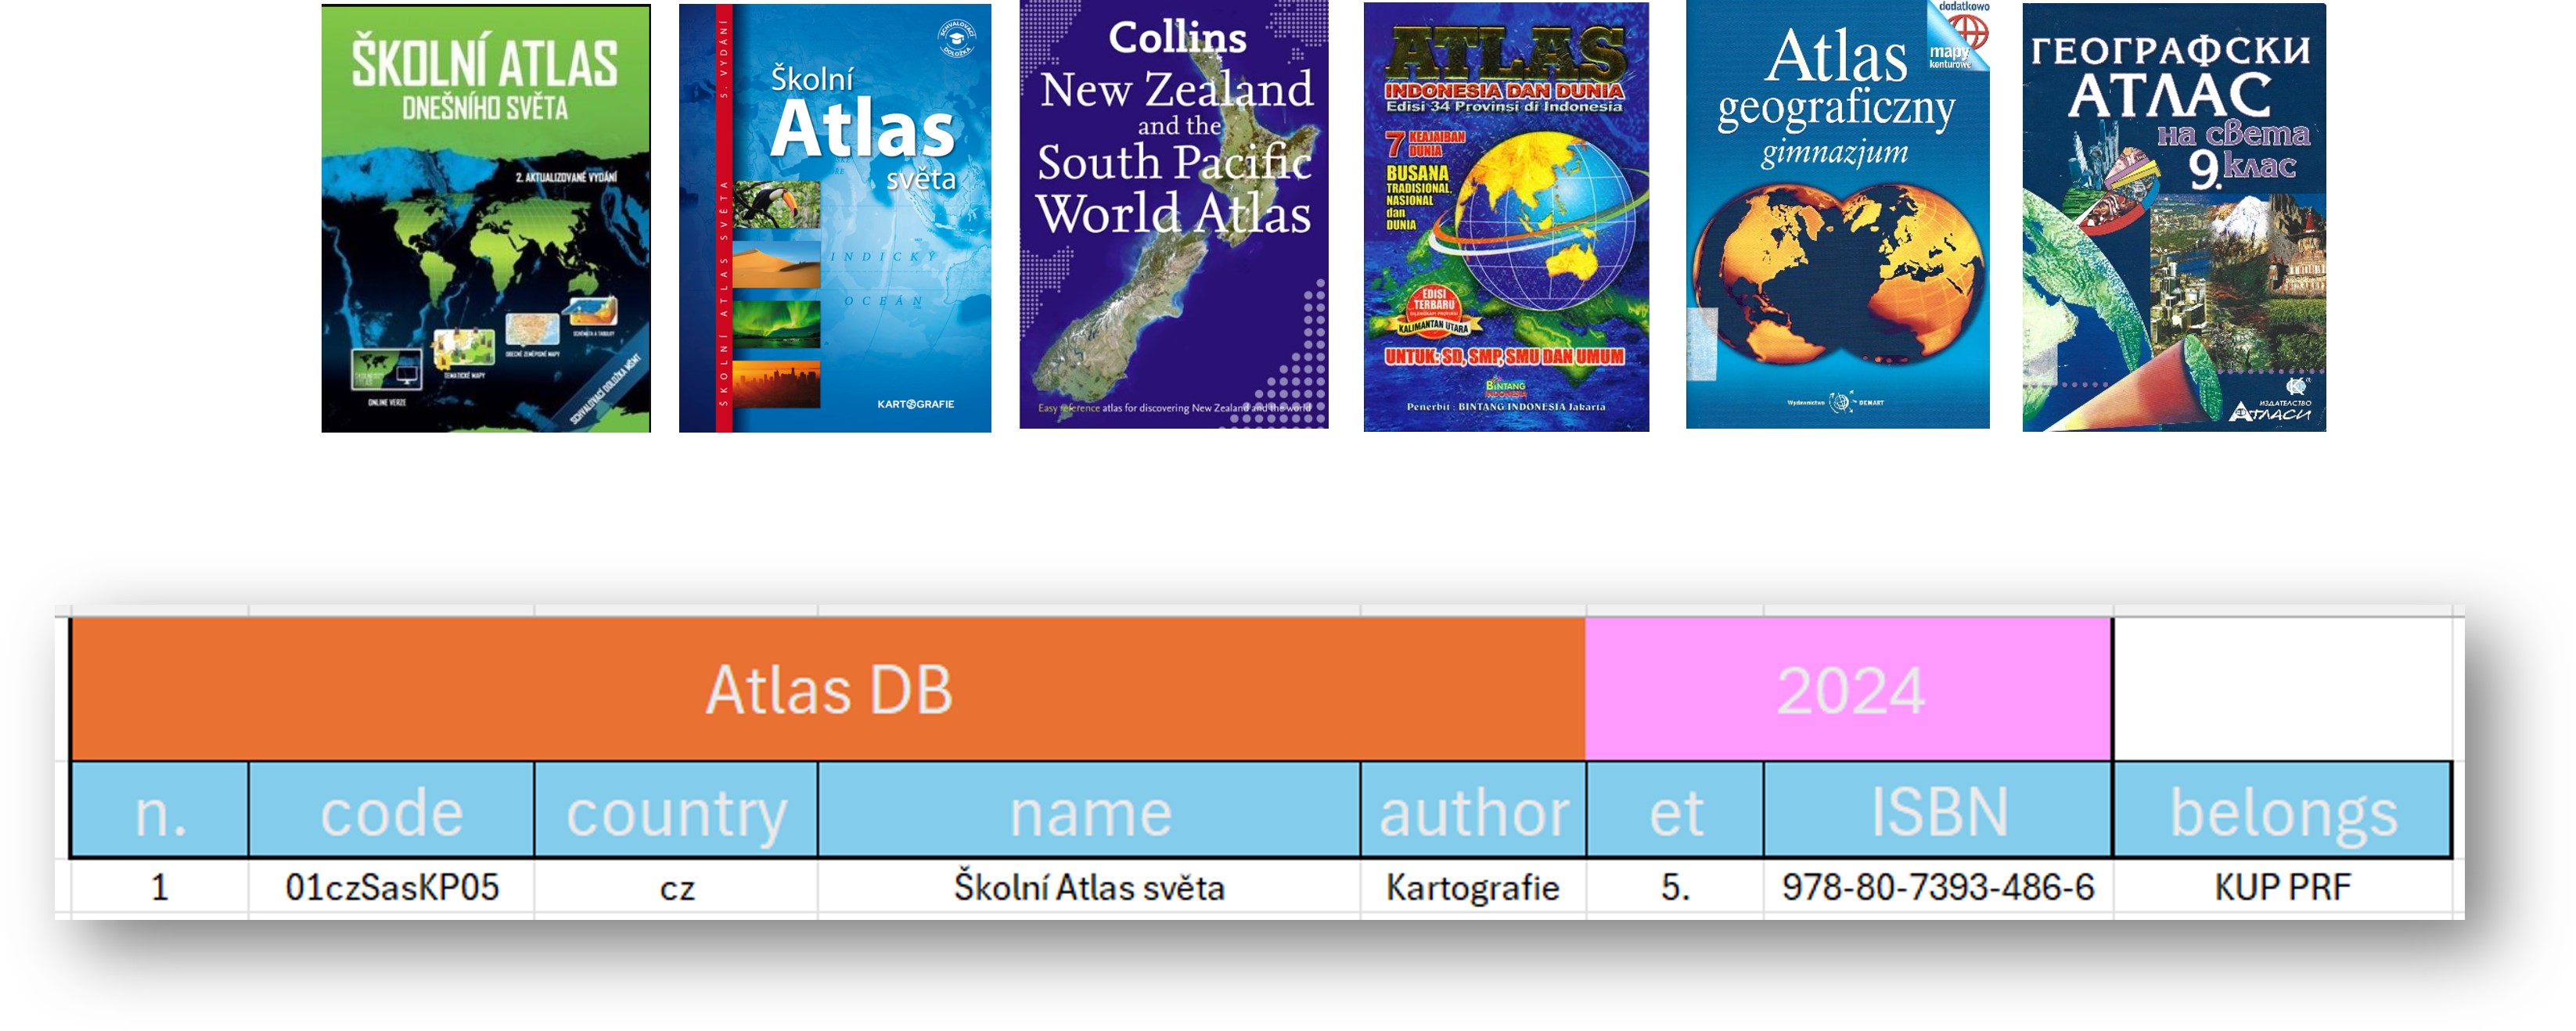 ŠKOLNÍ ATLAS
DNEŠNÍHO SVĚTA
2. AKTUALIZOVANÉ VYDÁNÍ
SCHÉMATA A TABULKY
OBECNĚ ZEMĚPISNÉ MAPY
TEMATICKÉ MAPY
ONLINE VERZE
SCHVALOVACÍ DOLOŽKA MŠMT
ŠKOLNÍ ATLAS SVĚTA
5. VYDÁNÍ
SCHVALOVACÍ
DOLOŽKA
Školní
Atlas
světa
INDICKÝ
OCEÁN
KARTOGRAFIE
Collins
New Zealand
and the
South Pacific
World Atlas
Easy reference atlas for discovering New Zealand and the world
ATLAS
INDONESIA DAN DUNIA
Edisi 34 Provinsi di Indonesia
7 KEAJAIBAN
DUNIA
BUSANA
TRADISIONAL,
NASIONAL
dan
DUNIA
EDISI
TERBARU
KALIMANTAN UTARA
UNTUK: SD, SMP, SMU DAN UMUM
BINTANG
INDONESIA
Penerbit : BINTANG INDONESIA Jakarta
dodatkowo
mapy
konturowe
Atlas
geograficzny
gimnazjum
Wydawnictwo DEMART
ГЕОГРАФСКИ
АТЛАС
на света
9. клас
ИЗДАТЕЛСТВО
АТЛАСИ
Atlas DB 2024
n. code country name author et ISBN belongs
1 01czSasKP05 cz Školní Atlas světa Kartografie 5. 978-80-7393-486-6 KUP PRF